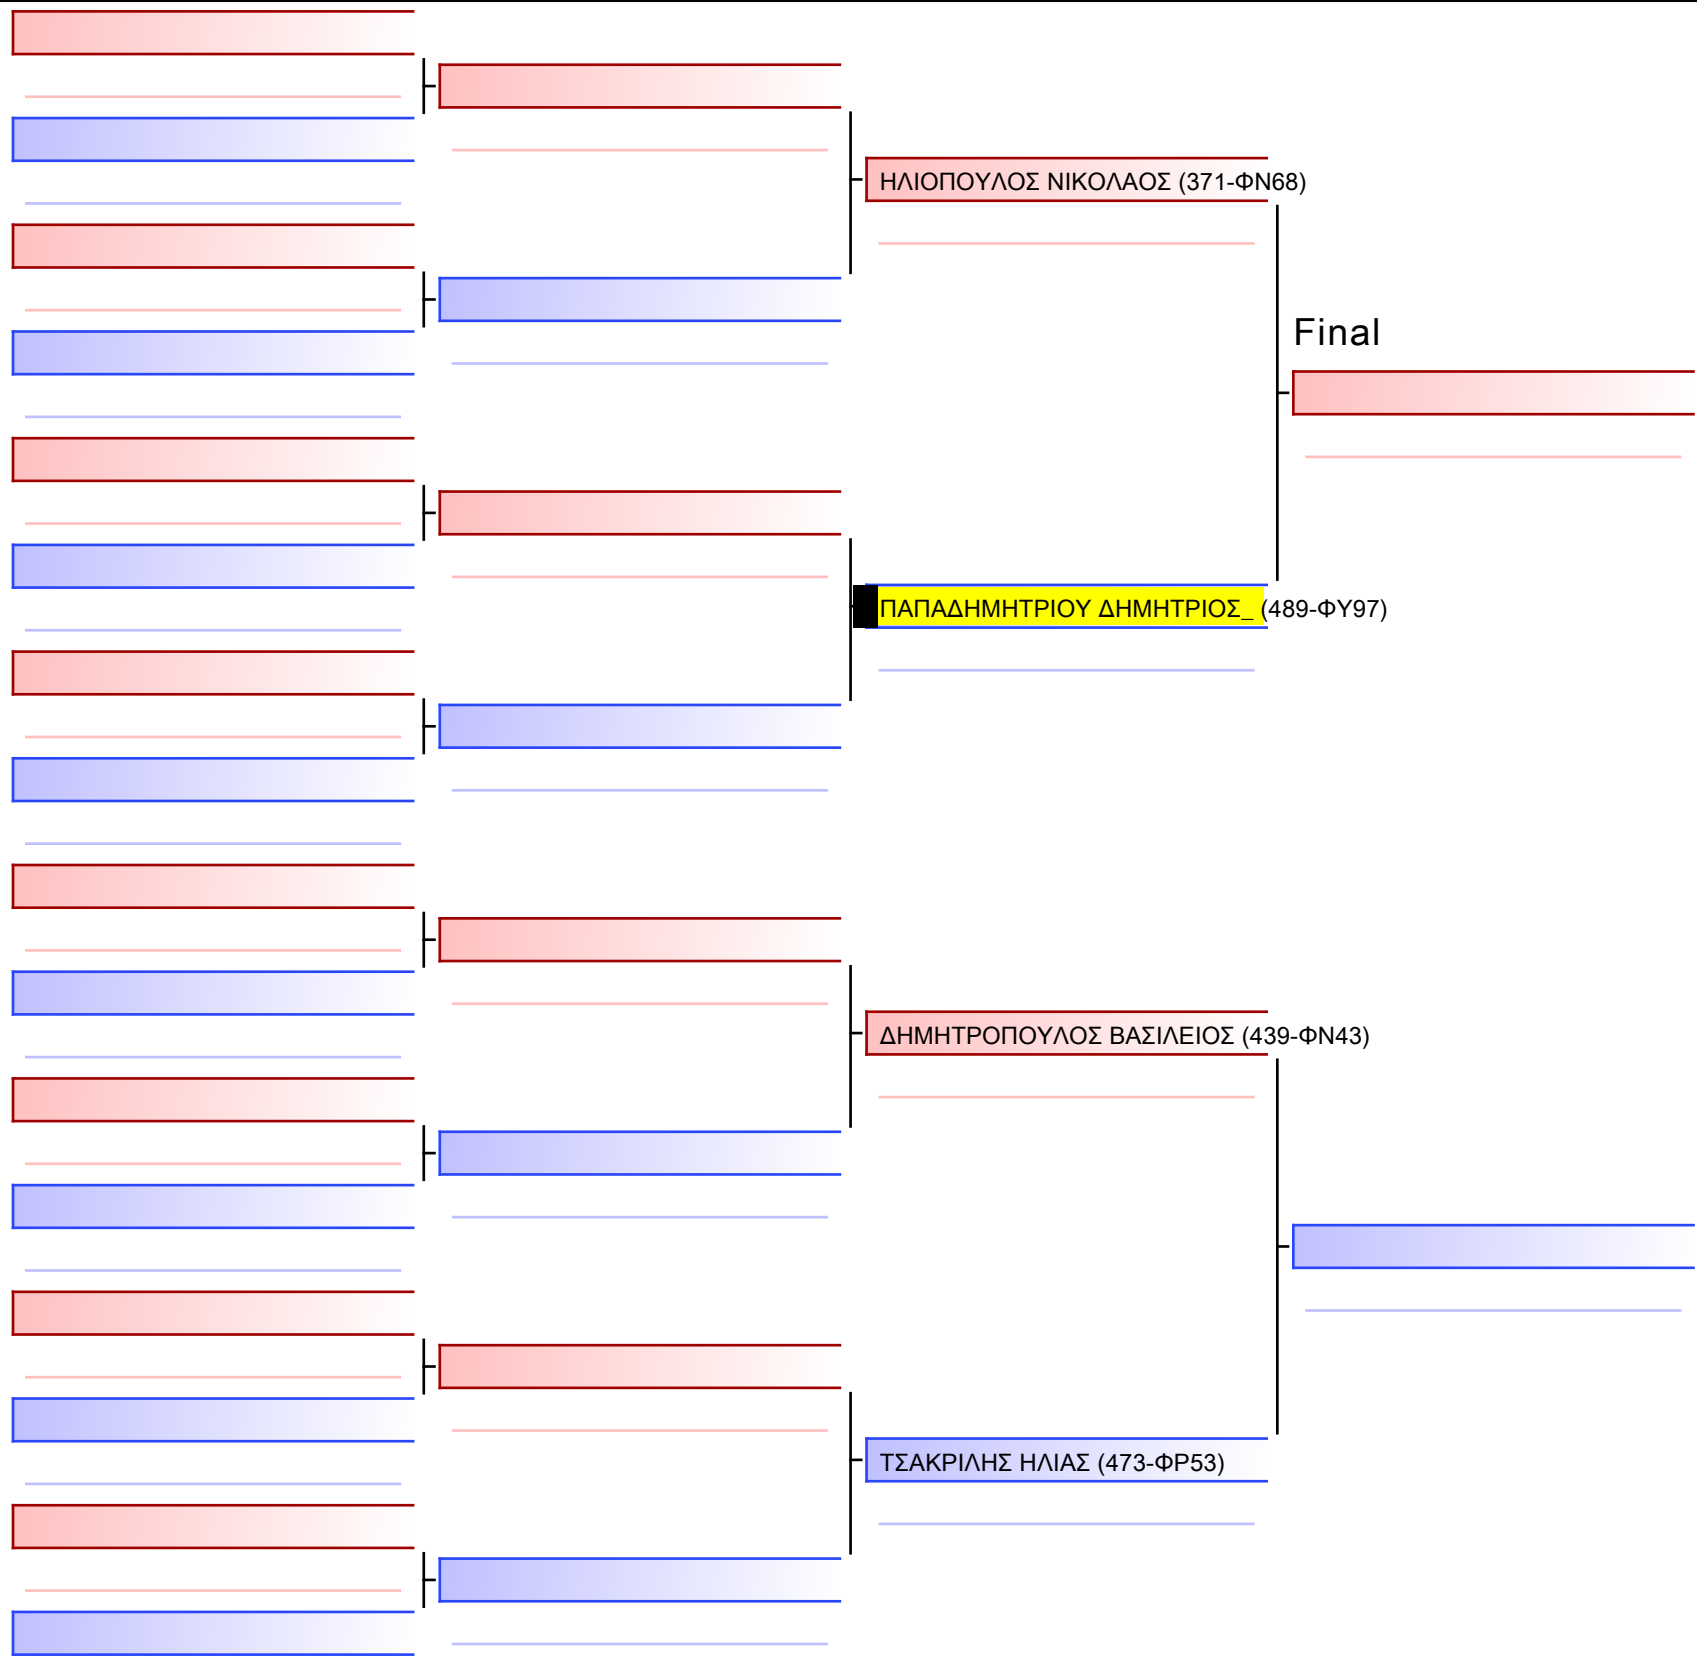 ΗΛΙΟΠΟΥΛΟΣ ΝΙΚΟΛΑΟΣ (371-ΦΝ68)
Final
ΠΑΠΑΔΗΜΗΤΡΙΟΥ ΔΗΜΗΤΡΙΟΣ_ (489-ΦΥ97)
ΔΗΜΗΤΡΟΠΟΥΛΟΣ ΒΑΣΙΛΕΙΟΣ (439-ΦΝ43)
ΤΣΑΚΡΙΛΗΣ ΗΛΙΑΣ (473-ΦΡ53)